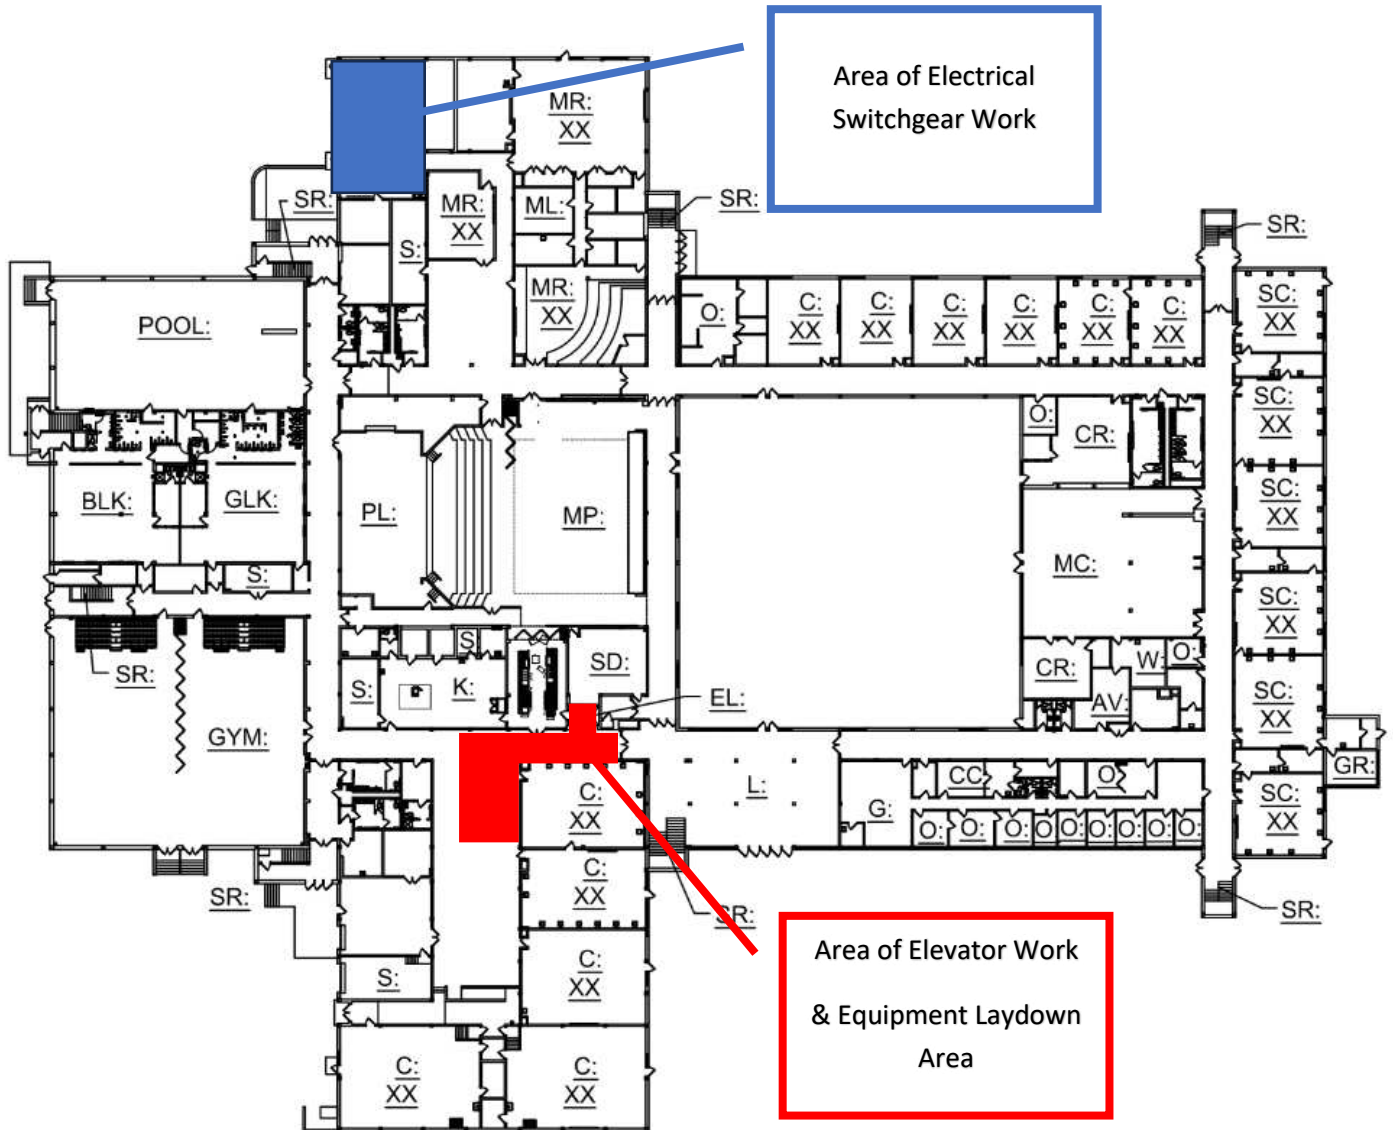 Area of Electrical
Switchgear Work
MR:
XX
SR:
MR:
XX
ML:
SR:
SR:
S:
MR:
XX
POOL:
O:
C:
XX
C:
XX
C:
XX
C:
XX
C:
XX
C:
XX
SC:
XX
SC:
XX
O:
CR:
BLK:
GLK:
PL:
MP:
SC:
XX
MC:
S:
SC:
XX
SR:
S
SD:
K:
S:
EL:
CR:
W:
O:
AV:
SC:
XX
GYM:
GR:
L:
CC:
O:
G:
O:
O:
O:
O:
O:
O:
O:
O:
SC:
XX
C:
XX
C:
XX
SR:
SR:
SR:
Area of Elevator Work
& Equipment Laydown
Area
S:
C:
XX
C:
XX
C:
XX